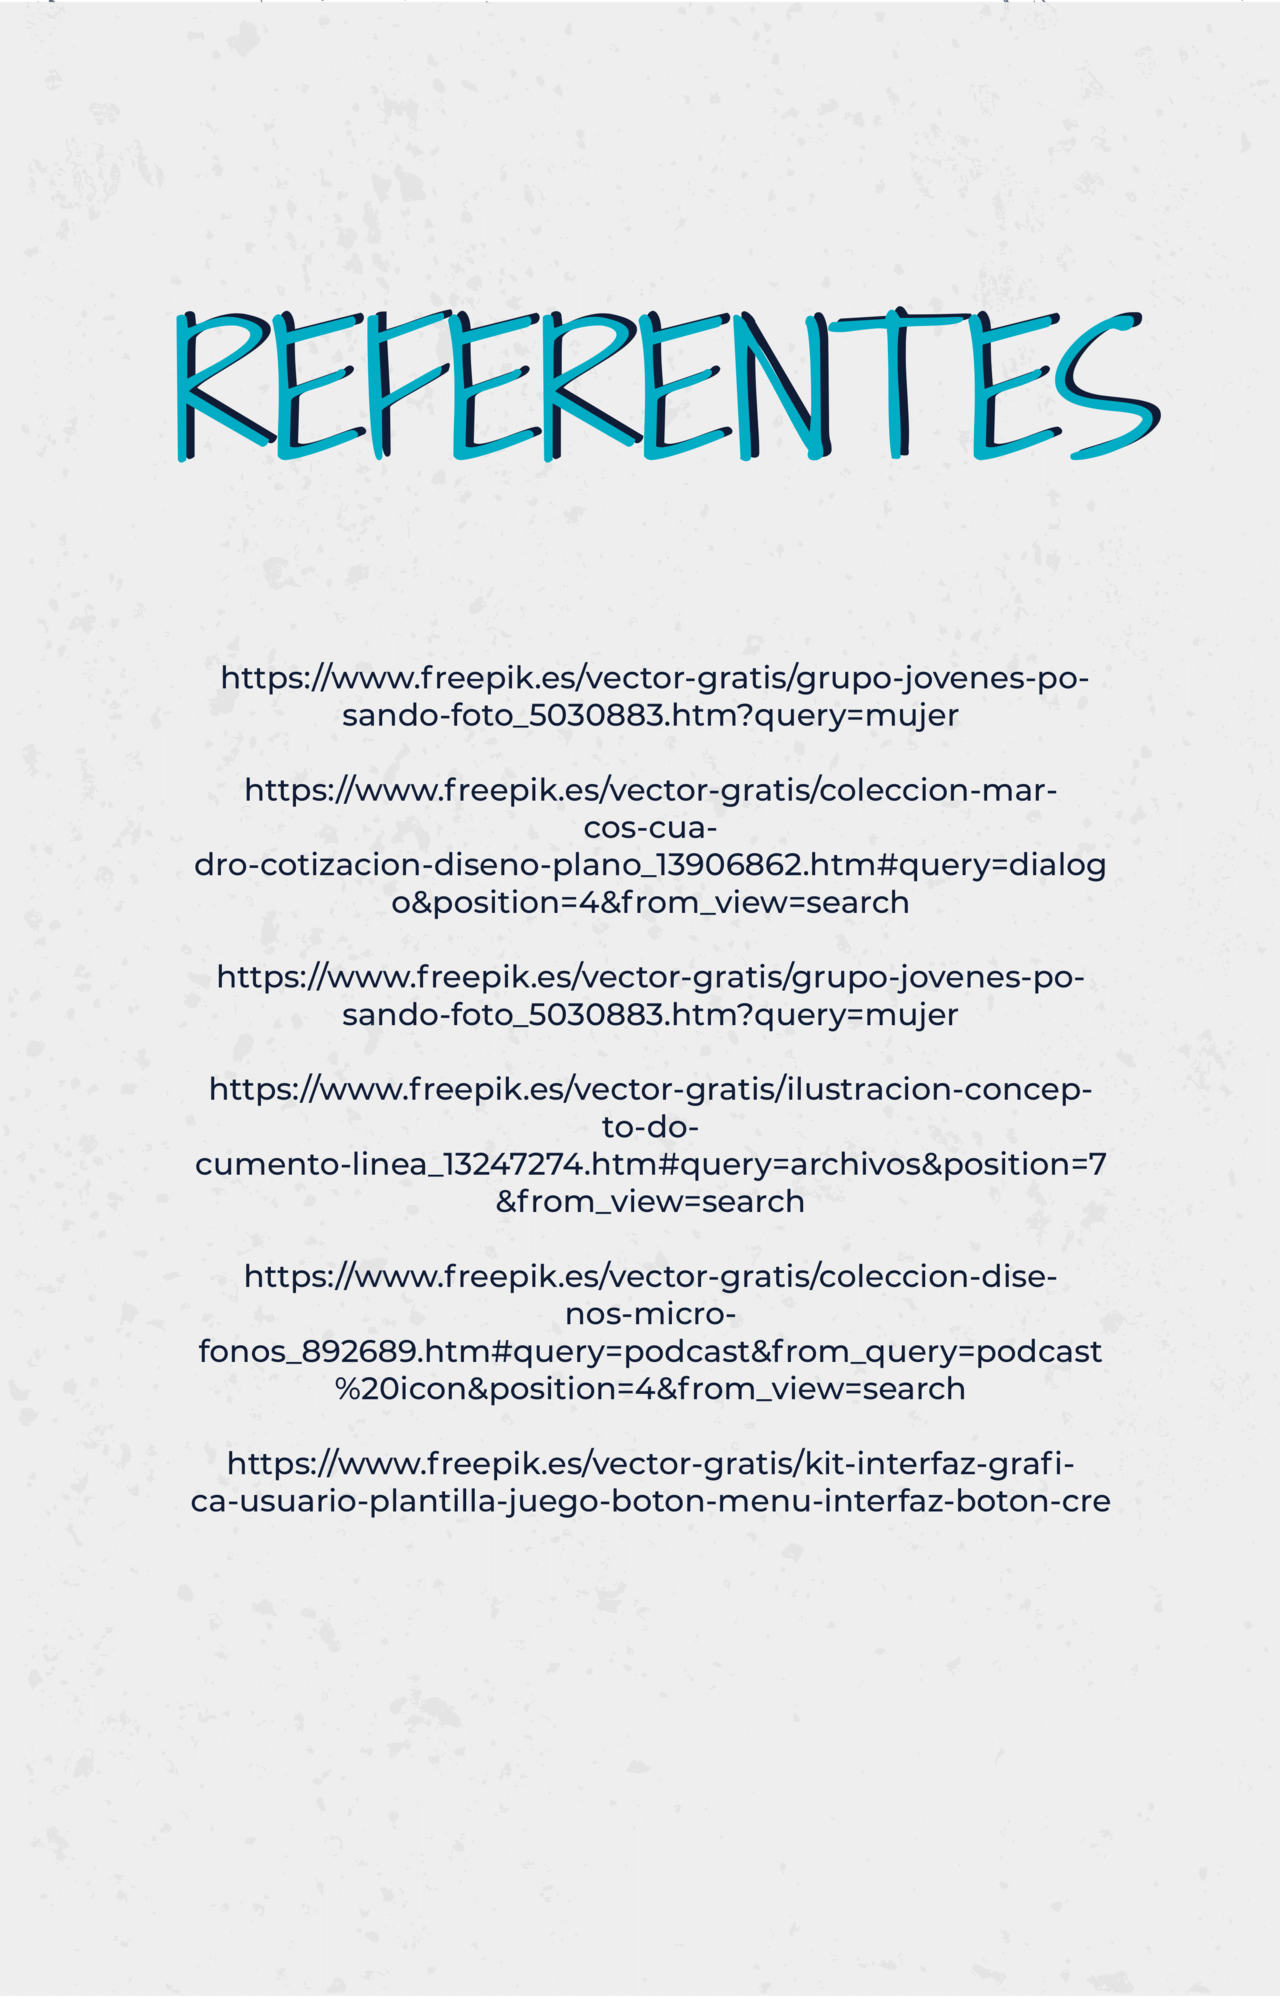 REFERENTES
https://www.freepik.es/vector-gratis/grupo-jovenes-po-
sando-foto_5030883.htm?query=mujer
https://www.freepik.es/vector-gratis/coleccion-mar-
cos-cua-
dro-cotizacion-diseno-plano_13906862.htm#query=dialog
o&position=4&from_view=search
https://www.freepik.es/vector-gratis/grupo-jovenes-po-
sando-foto_5030883.htm?query=mujer
https://www.freepik.es/vector-gratis/ilustracion-concep-
to-do-
cumento-linea_13247274.htm#query=archivos&position=7
&from_view=search
https://www.freepik.es/vector-gratis/coleccion-dise-
nos-micro-
fonos_892689.htm#query=podcast&from_query=podcast
%20icon&position=4&from_view=search
https://www.freepik.es/vector-gratis/kit-interfaz-grafi-
ca-usuario-plantilla-juego-boton-menu-interfaz-boton-cre